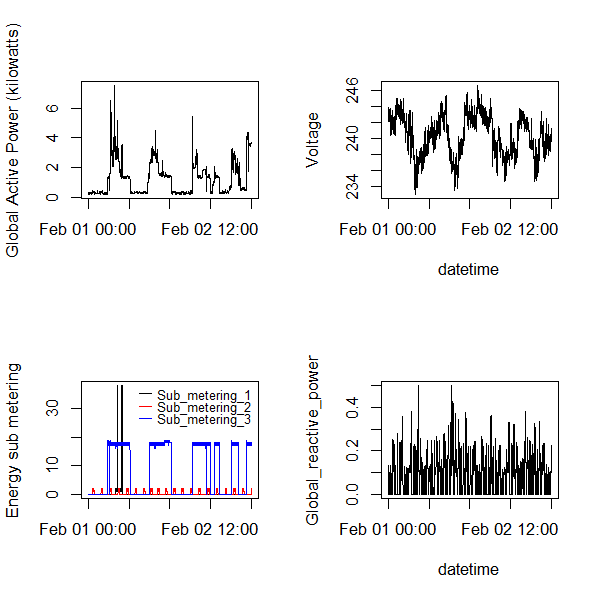 Global Active Power (kilowatts)
0 2 4 6
Feb 01 00:00 Feb 02 12:00
Voltage
234 240 246
Feb 01 00:00 Feb 02 12:00
datetime
Energy sub metering
0 10 30
Sub_metering_1
Sub_metering_2
Sub_metering_3
Feb 01 00:00 Feb 02 12:00
Global_reactive_power
0.0 0.2 0.4
Feb 01 00:00 Feb 02 12:00
datetime